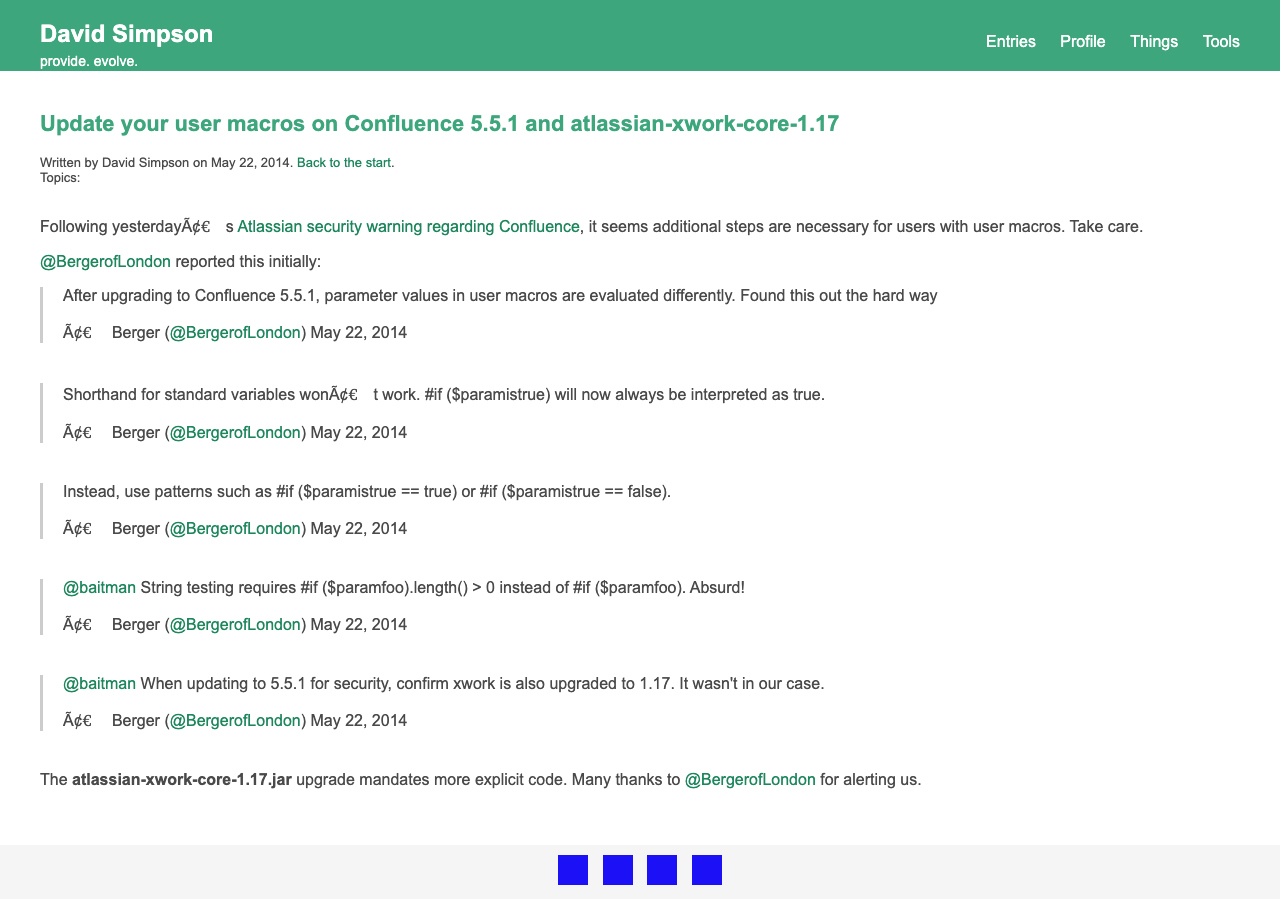 David Simpson
provide. evolve.
Entries Profile Things Tools
Update your user macros on Confluence 5.5.1 and atlassian-xwork-core-1.17
Written by David Simpson on May 22, 2014. Back to the start.
Topics:
Following yesterdayÃ¢€ s Atlassian security warning regarding Confluence, it seems additional steps are necessary for users with user macros. Take care.
@BergerofLondon reported this initially:
After upgrading to Confluence 5.5.1, parameter values in user macros are evaluated differently. Found this out the hard way
Ã¢€ Berger (@BergerofLondon) May 22, 2014
Shorthand for standard variables wonÃ¢€ t work. #if ($paramistrue) will now always be interpreted as true.
Ã¢€ Berger (@BergerofLondon) May 22, 2014
Instead, use patterns such as #if ($paramistrue == true) or #if ($paramistrue == false).
Ã¢€ Berger (@BergerofLondon) May 22, 2014
@baitman String testing requires #if ($paramfoo).length() > 0 instead of #if ($paramfoo). Absurd!
Ã¢€ Berger (@BergerofLondon) May 22, 2014
@baitman When updating to 5.5.1 for security, confirm xwork is also upgraded to 1.17. It wasn't in our case.
Ã¢€ Berger (@BergerofLondon) May 22, 2014
The atlassian-xwork-core-1.17.jar upgrade mandates more explicit code. Many thanks to @BergerofLondon for alerting us.